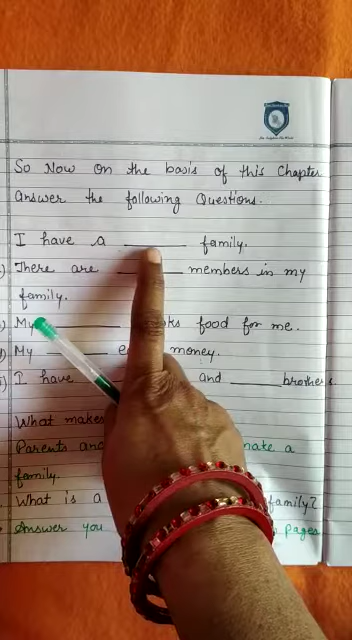 So Now on the basis of this Chapter
answer the following Questions.
I have a ______ family.
There are ______ members in my
family.
My ______ food for me.
My ______ money.
I have ______ and ______ brothers.
What makes
Parents and make a
family.
What is a family?
Answer you pages